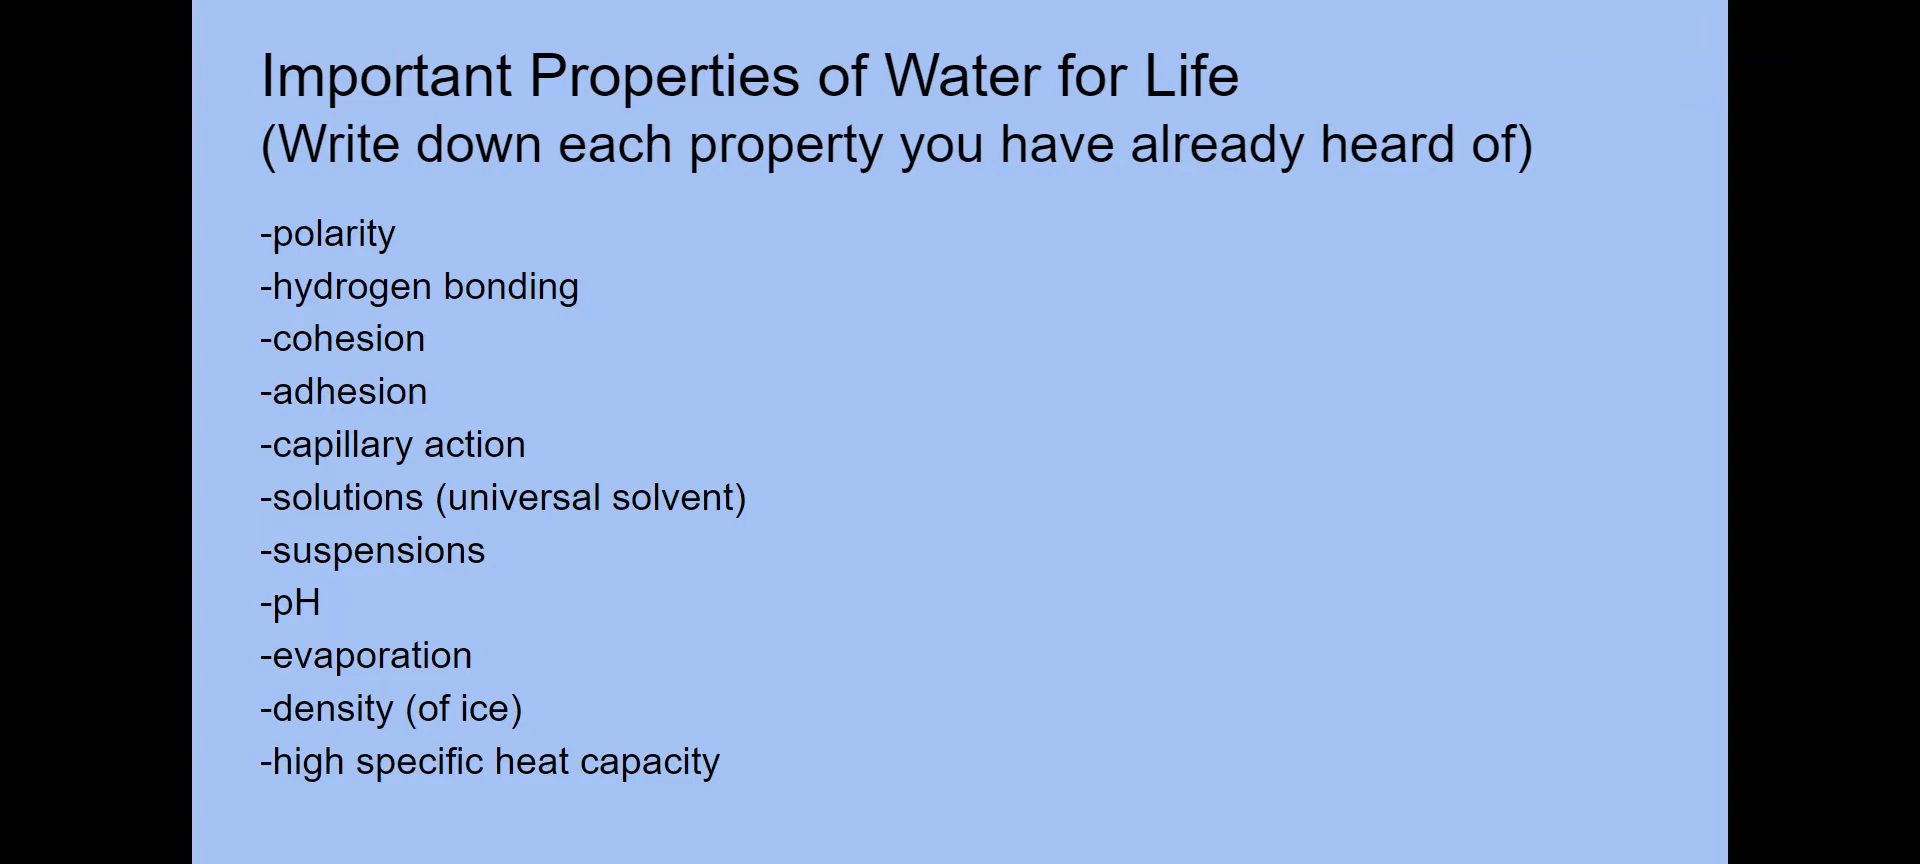 Important Properties of Water for Life
(Write down each property you have already heard of)
-polarity
-hydrogen bonding
-cohesion
-adhesion
-capillary action
-solutions (universal solvent)
-suspensions
-pH
-evaporation
-density (of ice)
-high specific heat capacity